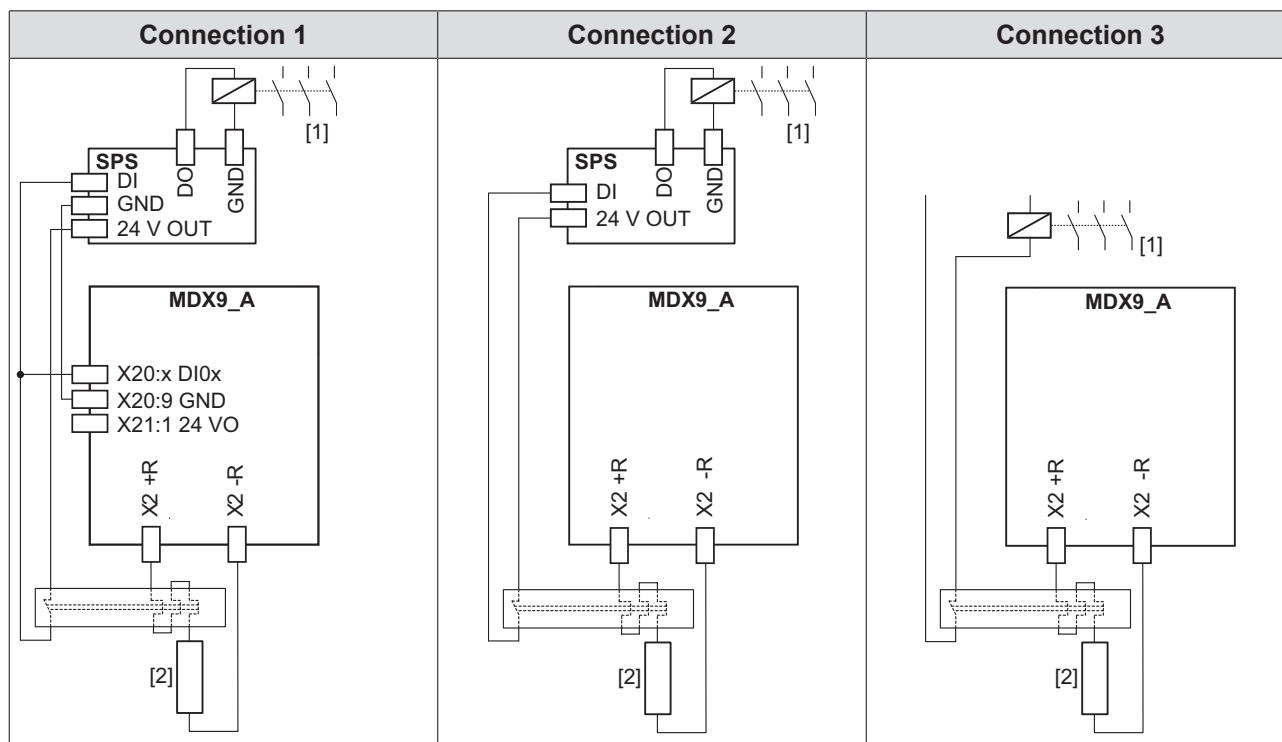 Connection 1
Connection 2
Connection 3
[1]
SPS
DO
GND
DI
GND
24 V OUT
MDX9_A
X20:x DI0x
X20:9 GND
X21:1 24 VO
X2 +R
X2 -R
[2]
[1]
SPS
DO
GND
DI
24 V OUT
MDX9_A
X2 +R
X2 -R
[2]
[1]
MDX9_A
X2 +R
X2 -R
[2]